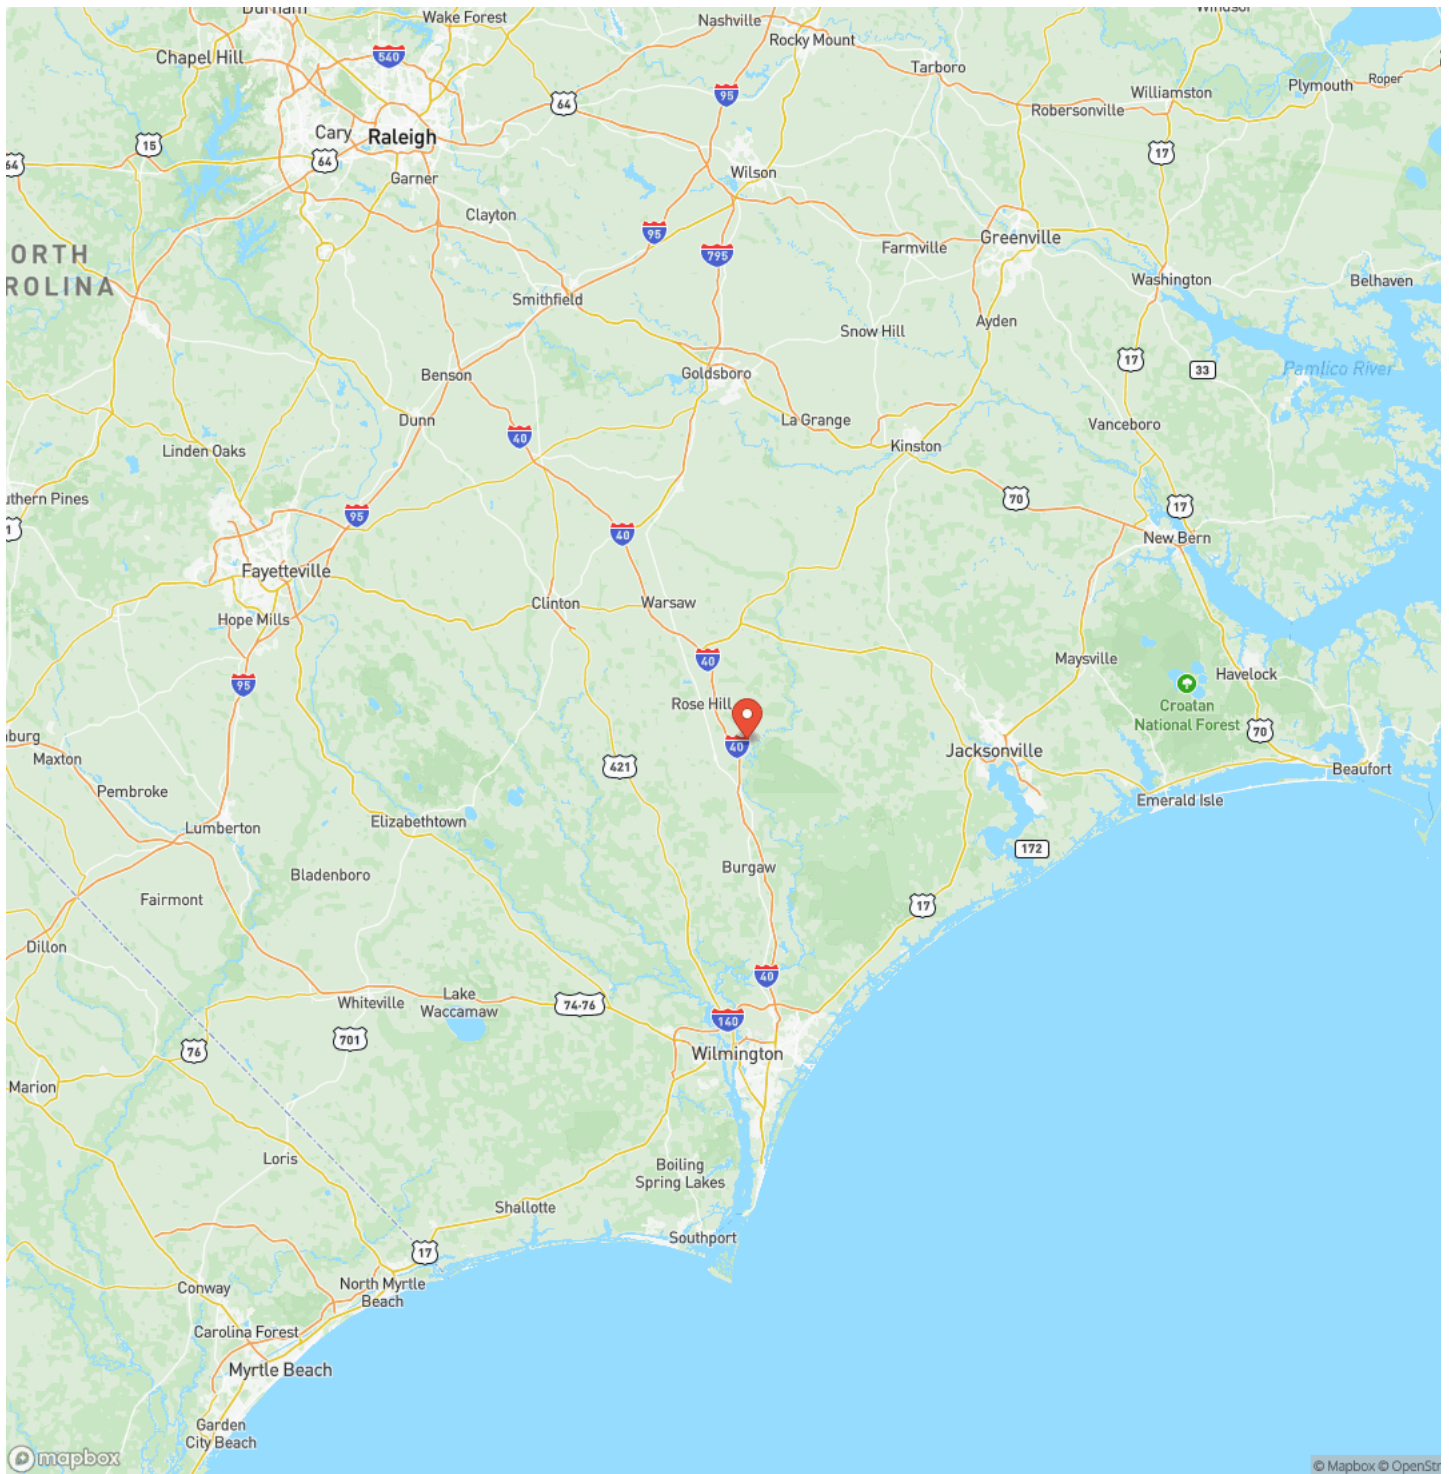 Durham
Wake Forest
Nashville
Windsor
Chapel Hill
540
Rocky Mount
Tarboro
95
64
Williamston
Plymouth
Roper
Robersonville
Cary
Raleigh
15
64
64
17
Garner
Wilson
Clayton
95
Greenville
Farmville
795
ORTH
ROLINA
Washington
Belhaven
Smithfield
Ayden
Snow Hill
17
33
Pamlico River
Benson
Goldsboro
Dunn
La Grange
Vanceboro
40
Kinston
Linden Oaks
uthern Pines
70
17
95
1
40
New Bern
Fayetteville
Clinton
Warsaw
Hope Mills
40
Maysville
Havelock
95
Rose Hill
Croatan
National Forest
70
40
Jacksonville
aburg
Maxton
421
Beaufort
Pembroke
Emerald Isle
Lumberton
Elizabethtown
172
Burgaw
Bladenboro
Fairmont
17
Dillon
40
Whiteville
Lake
Waccamaw
74-76
140
701
76
Wilmington
Marion
Loris
Boiling
Spring Lakes
Shallotte
Southport
17
Conway
North Myrtle
Beach
Carolina Forest
Myrtle Beach
Garden
City Beach
mapbox
© Mapbox © OpenStr